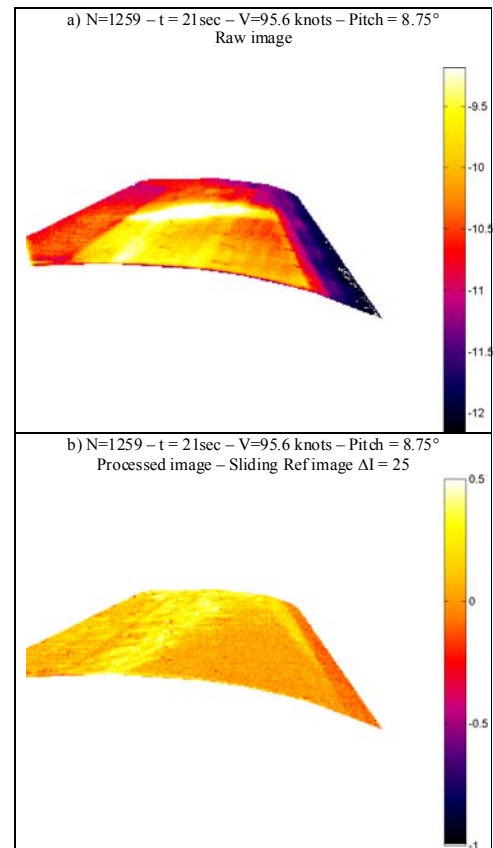 a) N=1259 – t = 21sec – V=95.6 knots – Pitch = 8.75°
Raw image
-9.5
-10
-10.5
-11
-11.5
-12
b) N=1259 – t = 21sec – V=95.6 knots – Pitch = 8.75°
Processed image – Sliding Ref image ΔI = 25
0.5
0
-0.5
-1